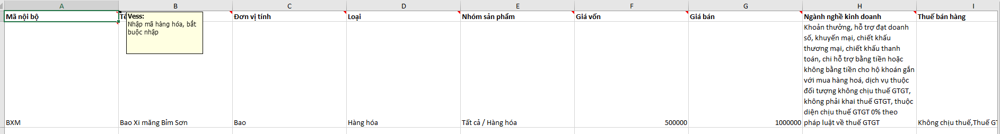 A B C D E F G H I
Mã nội bộ Tê Đơn vị tính Loại Nhóm sản phẩm Giá vốn Giá bán Ngành nghề kinh doanh Thuế bán hàng
Vess:
Nhập mã hàng hóa, bắt
buộc nhập
Khoản thưởng, hỗ trợ đạt doanh
số, khuyến mại, chiết khấu
thương mại, chiết khấu thanh
toán, chi hỗ trợ bằng tiền hoặc
không bằng tiền cho hộ khoán gắn
với mua hàng hoá, dịch vụ thuộc
đối tượng không chịu thuế GTGT,
không phải khai thuế GTGT, thuộc
diện chịu thuế GTGT 0% theo
pháp luật về thuế GTGT
BXM Bao Xi măng Bỉm Sơn Bao Hàng hóa Tất cả / Hàng hóa 500000 1000000 Không chịu thuế,Thuế GT